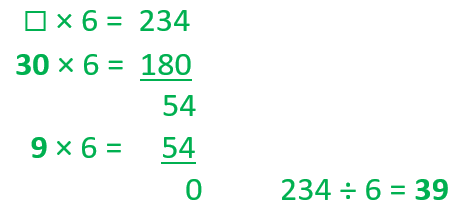 □ × 6 = 234
30 × 6 = 180
54
9 × 6 = 54
0 234 ÷ 6 = 39